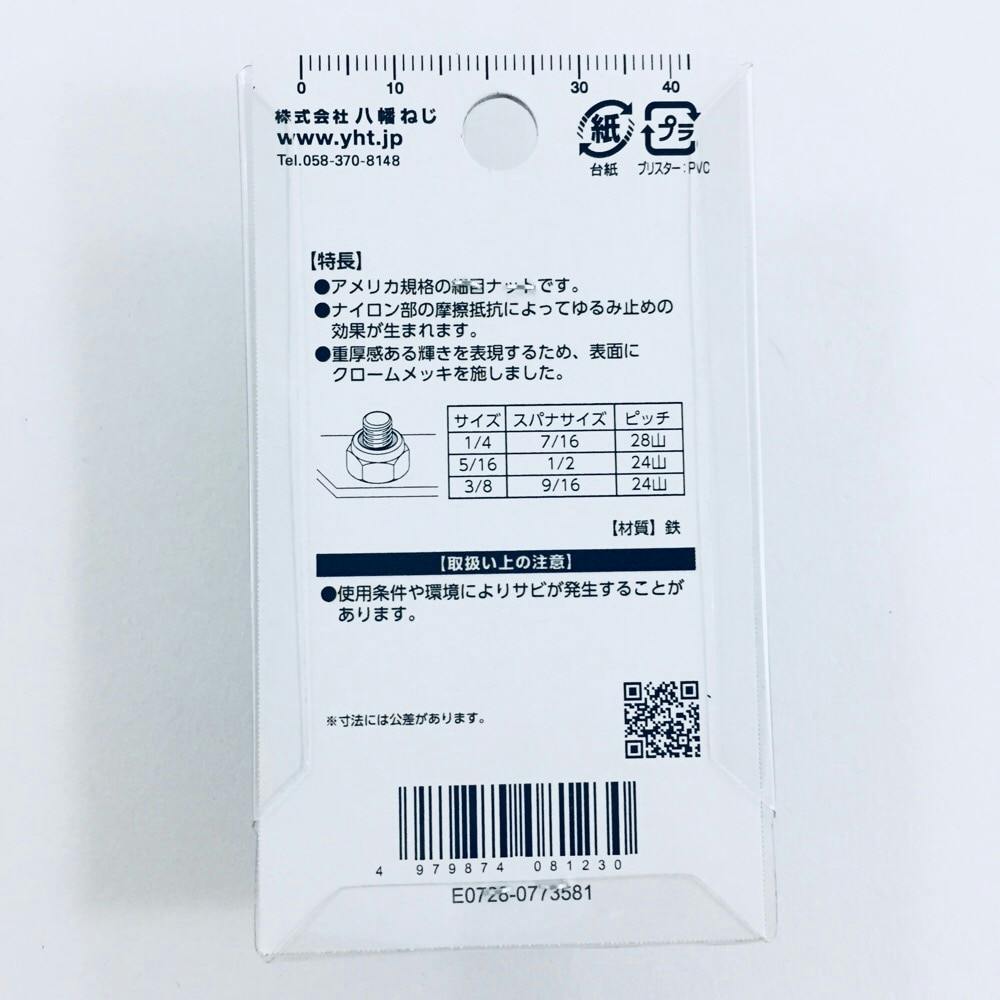 0 10 30 40
株式会社 八幡ねじ
www.yht.jp
Tel.058-370-8148
紙
プラ
台紙 ブリスター：PVC
【特長】
●アメリカ規格の細目ナットです。
●ナイロン部の摩擦抵抗によってゆるみ止めの
効果が生まれます。
●重厚感ある輝きを表現するため、表面に
クロームメッキを施しました。
サイズ スパナサイズ ピッチ
1/4 7/16 28山
5/16 1/2 24山
3/8 9/16 24山
【材質】鉄
【取扱い上の注意】
●使用条件や環境によりサビが発生することが
あります。
※寸法には公差があります。
4 979874 081230
E0728-0773581